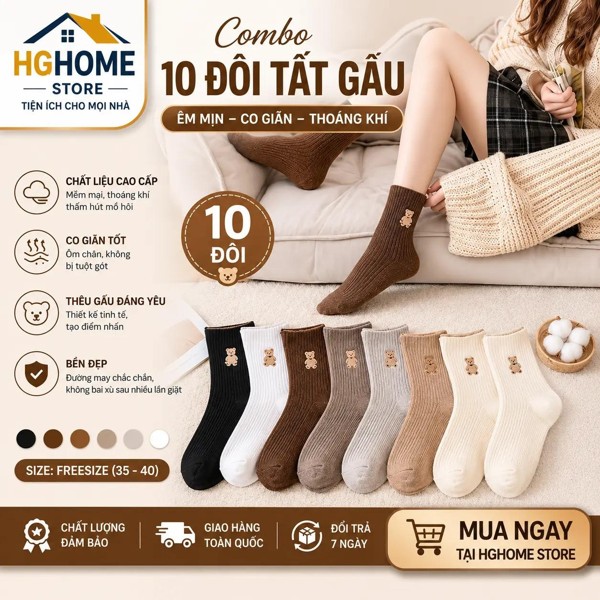 HGHOME
STORE
TIỆN ÍCH CHO MỌI NHÀ
Combo
10 ĐÔI TẤT GẤU
ÊM MỊN – CO GIÃN – THOÁNG KHÍ
CHẤT LIỆU CAO CẤP
Mềm mại, thoáng khí
thấm hút mồ hôi
CO GIÃN TỐT
Ôm chân, không
bị tuột gót
THÊU GẤU ĐÁNG YÊU
Thiết kế tinh tế,
tạo điểm nhấn
BỀN ĐẸP
Đường may chắc chắn,
không bai xù sau nhiều lần giặt
10
ĐÔI
SIZE: FREESIZE (35 - 40)
CHẤT LƯỢNG
ĐẢM BẢO
GIAO HÀNG
TOÀN QUỐC
ĐỔI TRẢ
7 NGÀY
MUA NGAY
TẠI HGHOME STORE